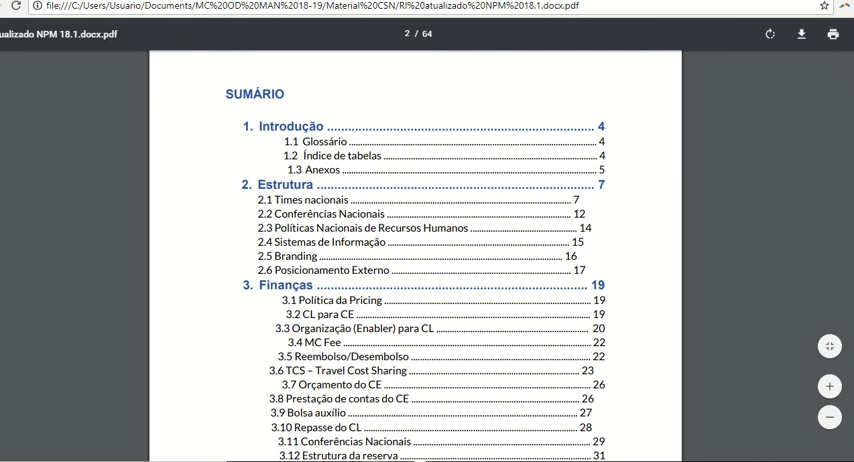 file:///C:/Users/Usuario/Documents/MC%20OD%20MAN%2018-19/Material%20CSN/RI%20atualizado%20NPM%2018.1.docx.pdf
ualizado NPM 18.1.docx.pdf
2 / 64
SUMÁRIO
1. Introdução 4
1.1 Glossário 4
1.2 Índice de tabelas 4
1.3 Anexos 5
2. Estrutura 7
2.1 Times nacionais 7
2.2 Conferências Nacionais 12
2.3 Políticas Nacionais de Recursos Humanos 14
2.4 Sistemas de Informação 15
2.5 Branding 16
2.6 Posicionamento Externo 17
3. Finanças 19
3.1 Política da Pricing 19
3.2 CL para CE 19
3.3 Organização (Enabler) para CL 20
3.4 MC Fee 22
3.5 Reembolso/Desembolso 22
3.6 TCS – Travel Cost Sharing 23
3.7 Orçamento do CE 26
3.8 Prestação de contas do CE 26
3.9 Bolsa auxílio 27
3.10 Repasse do CL 28
3.11 Conferências Nacionais 29
3.12 Estrutura da reserva 31